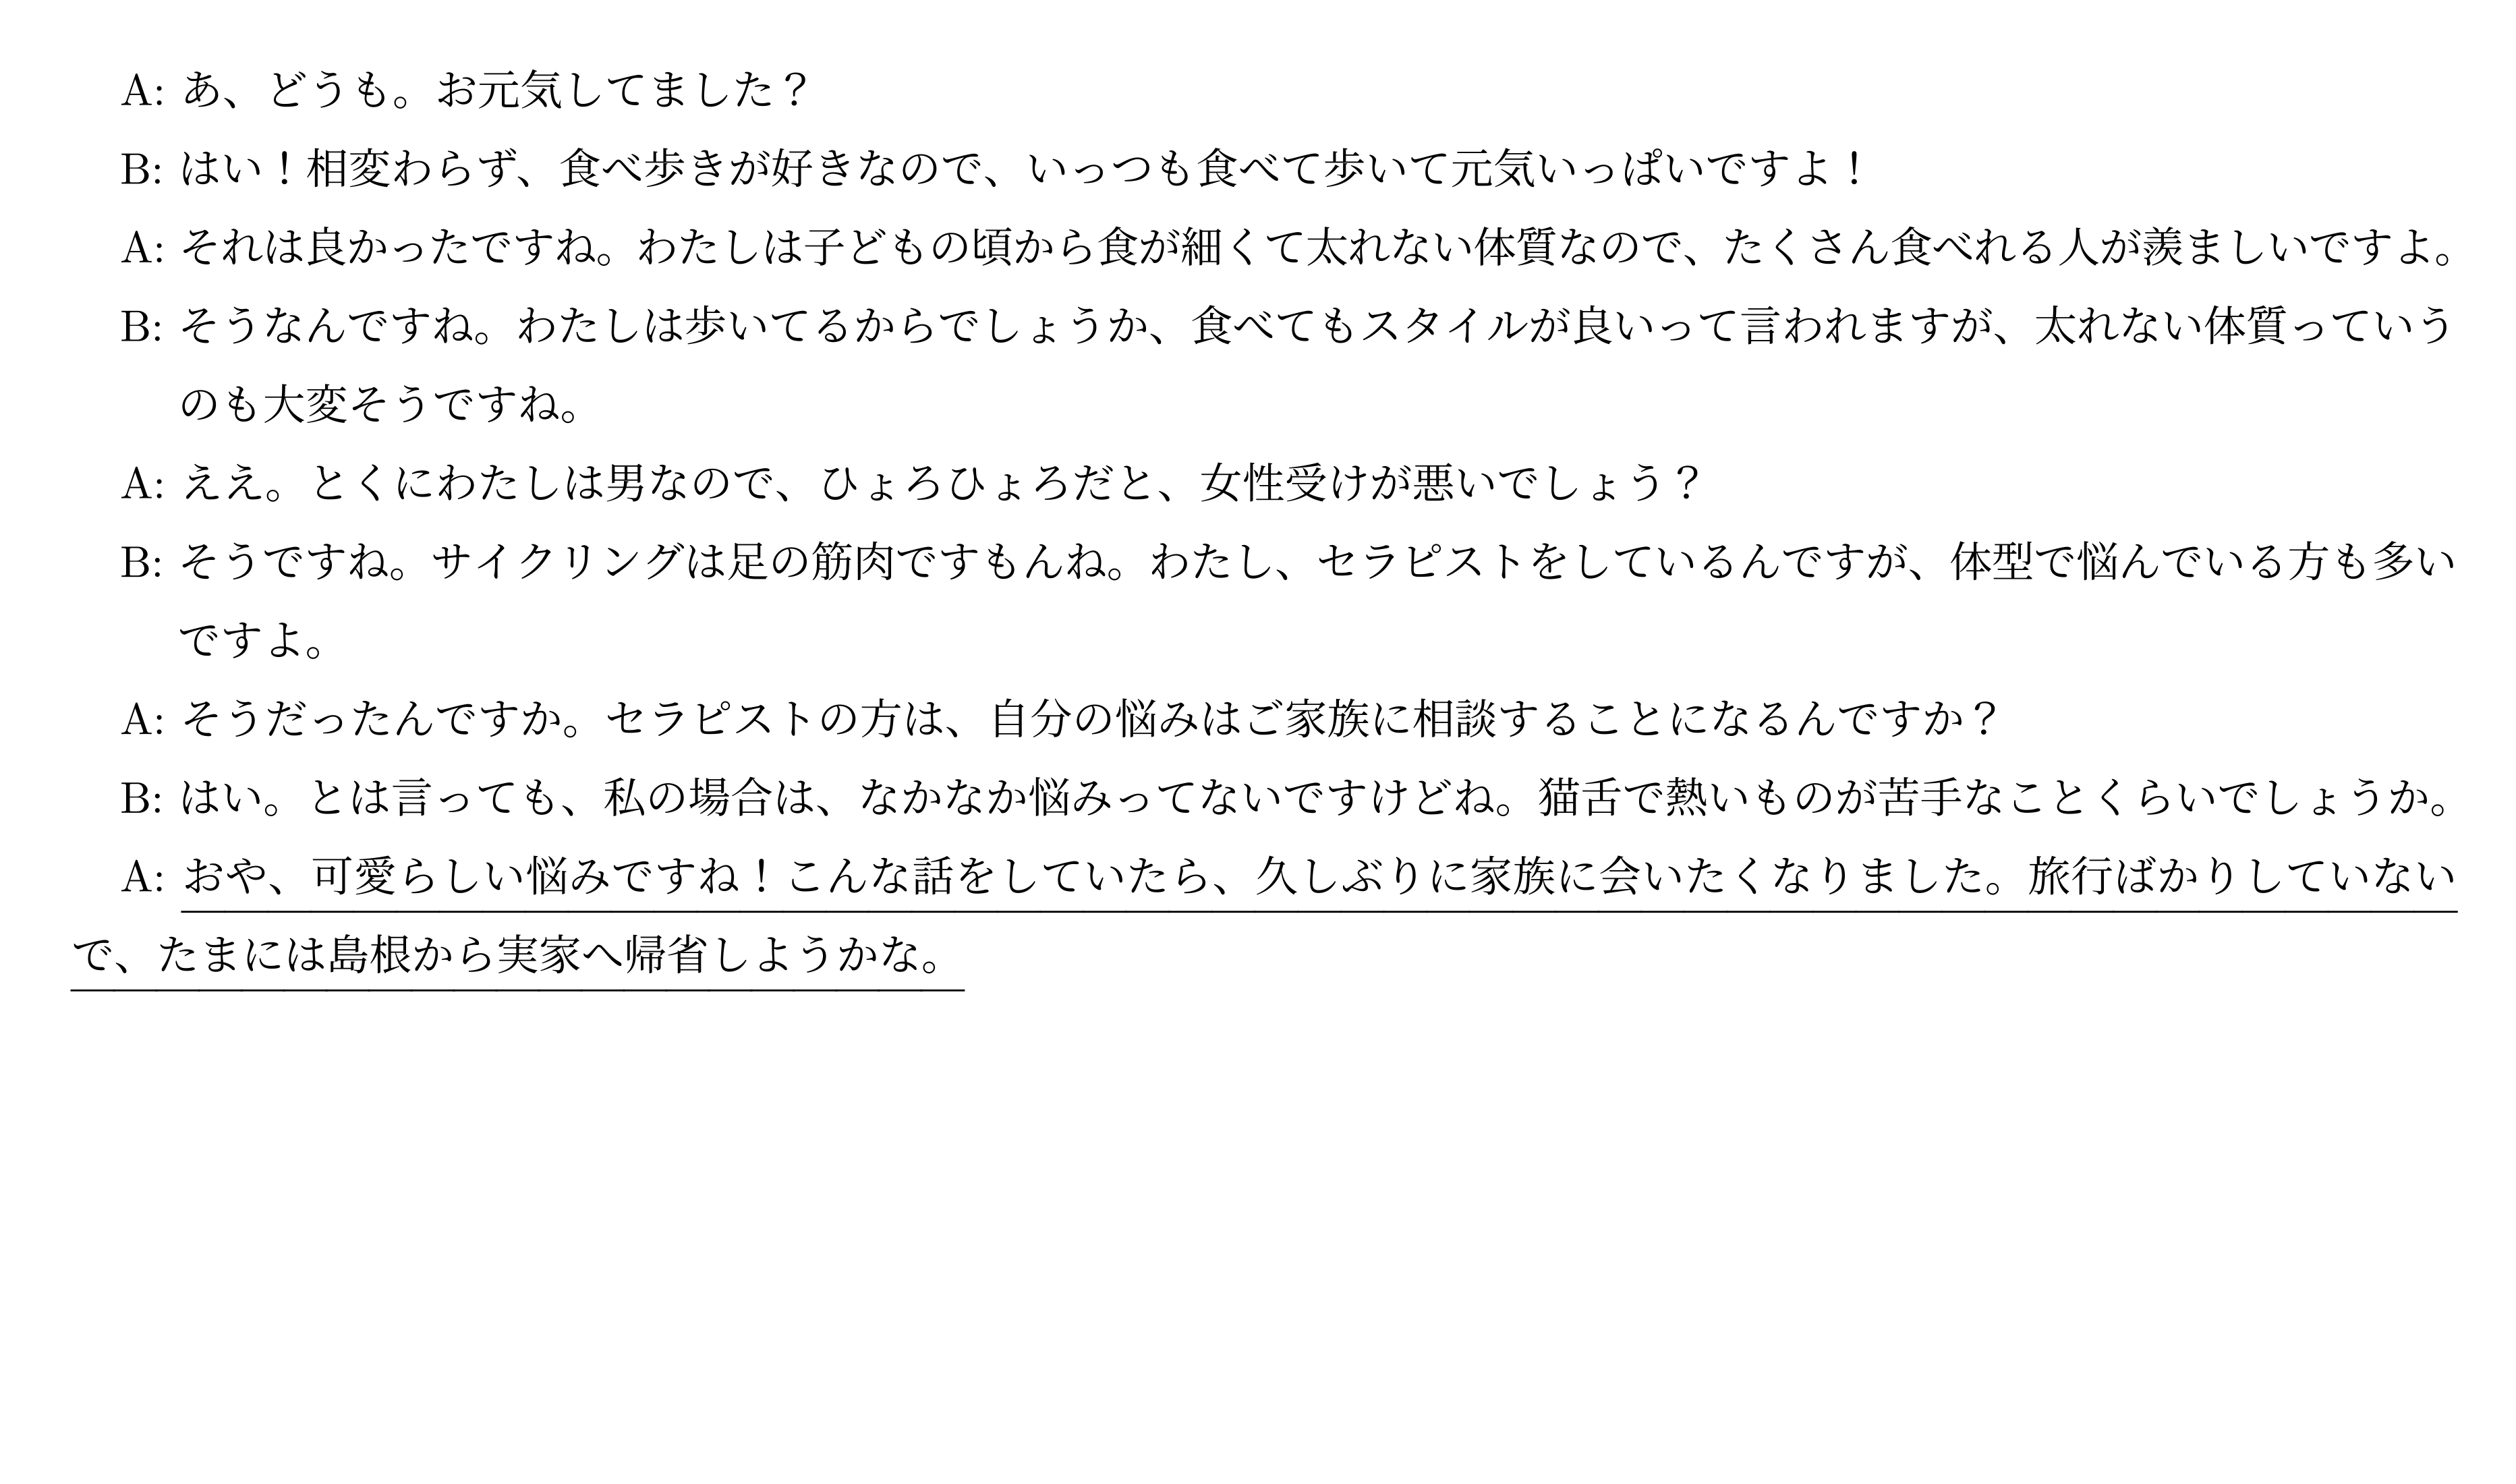 A: あ、どうも。お元気してました？
B: はい！相変わらず、食べ歩きが好きなので、いっつも食べて歩いて元気いっぱいですよ！
A: それは良かったですね。わたしは子どもの頃から食が細くて太れない体質なので、たくさん食べれる人が羨ましいですよ。
B: そうなんですね。わたしは歩いてるからでしょうか、食べてもスタイルが良いって言われますが、太れない体質っていう
のも大変そうですね。
A: ええ。とくにわたしは男なので、ひょろひょろだと、女性受けが悪いでしょう？
B: そうですね。サイクリングは足の筋肉ですもんね。わたし、セラピストをしているんですが、体型で悩んでいる方も多い
ですよ。
A: そうだったんですか。セラピストの方は、自分の悩みはご家族に相談することになるんですか？
B: はい。とは言っても、私の場合は、なかなか悩みってないですけどね。猫舌で熱いものが苦手なことくらいでしょうか。
A: おや、可愛らしい悩みですね！こんな話をしていたら、久しぶりに家族に会いたくなりました。旅行ばかりしていない
で、たまには島根から実家へ帰省しようかな。